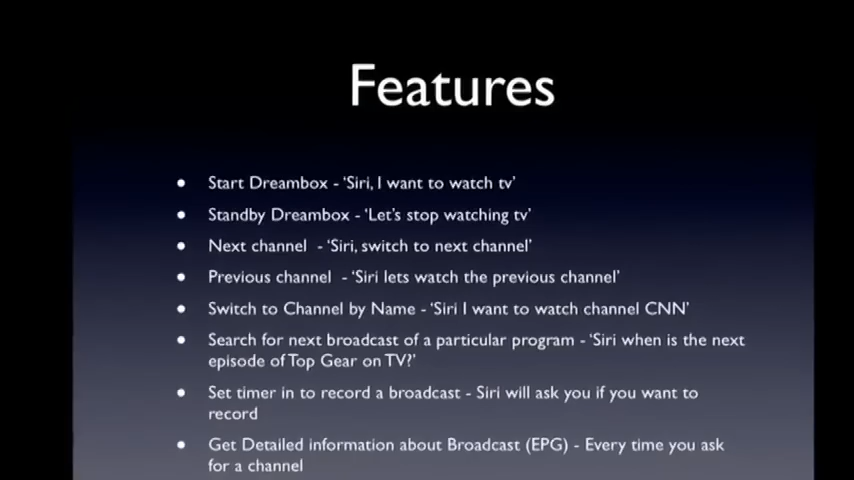 Features
• Start Dreambox - ‘Siri, I want to watch tv’
• Standby Dreambox - ‘Let’s stop watching tv’
• Next channel - ‘Siri, switch to next channel’
• Previous channel - ‘Siri lets watch the previous channel’
• Switch to Channel by Name - ‘Siri I want to watch channel CNN’
• Search for next broadcast of a particular program - ‘Siri when is the next
episode of Top Gear on TV?’
• Set timer in to record a broadcast - Siri will ask you if you want to
record
• Get Detailed information about Broadcast (EPG) - Every time you ask
for a channel